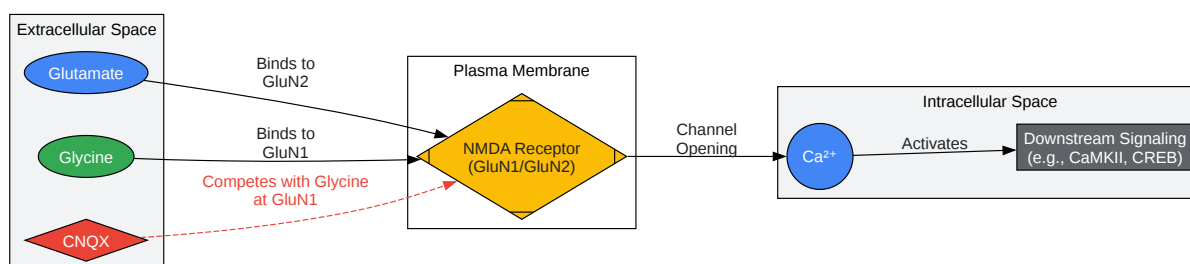 Extracellular Space
Glutamate
Glycine
CNQX
Binds to
GluN2
Binds to
GluN1
Competes with Glycine
at GluN1
Plasma Membrane
NMDA Receptor
(GluN1/GluN2)
Channel
Opening
Intracellular Space
Ca²⁺
Activates
Downstream Signaling
(e.g., CaMKII, CREB)